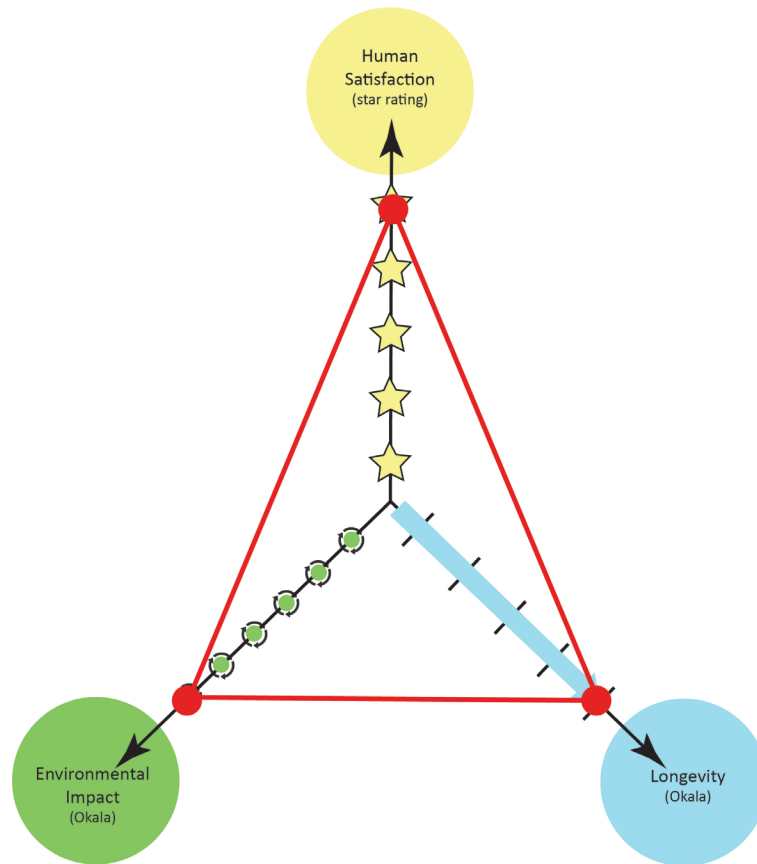 Human
Satisfaction
(star rating)
Environmental
Impact
(Okala)
Longevity
(Okala)